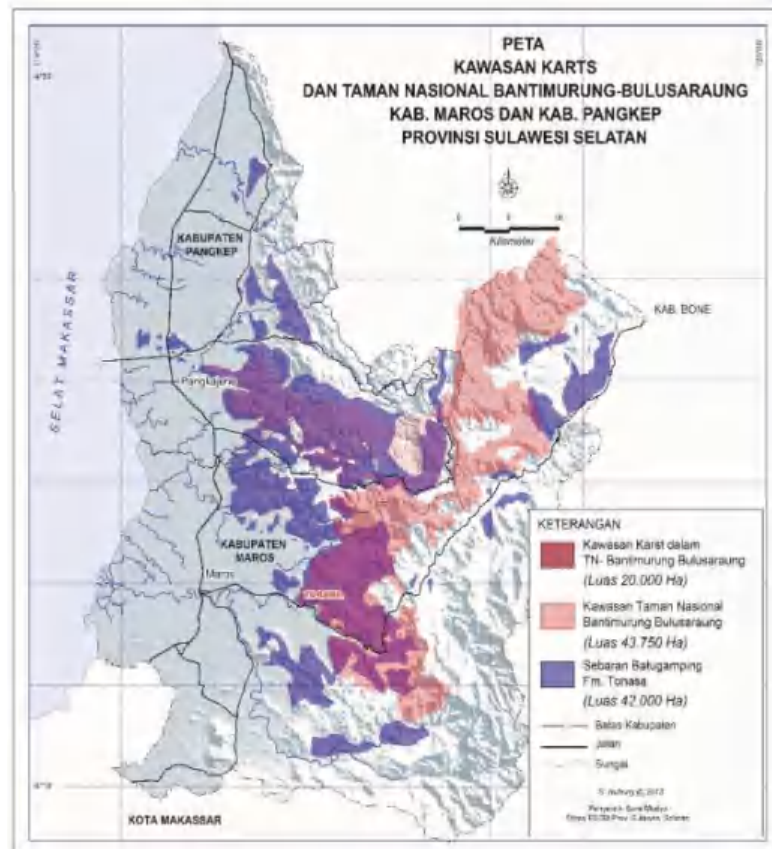 PETA
KAWASAN KARTS
DAN TAMAN NASIONAL BANTIMURUNG-BULUSARAUNG
KAB. MAROS DAN KAB. PANGKEP
PROVINSI SULAWESI SELATAN
Kilometer
KABUPATEN
PANGKEP
KAB. BONE
SELAT MAKASSAR
Pangkajene
KABUPATEN
MAROS
Maros
KOTA MAKASSAR
KETERANGAN
Kawasan Karst dalam
TN- Bantimurung Bulusaraung
(Luas 20.000 Ha)
Kawasan Taman Nasional
Bantimurung Bulusaraung
(Luas 43.750 Ha)
Sebaran Batugamping
Fm. Tonasa
(Luas 42.000 Ha)
Batas Kabupaten
Jalan
Sungai